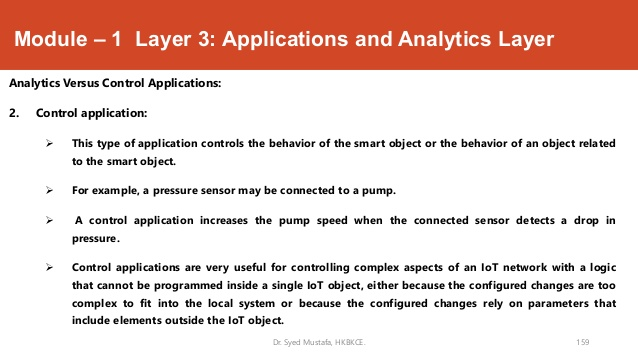 Module – 1  Layer 3: Applications and Analytics Layer
Analytics Versus Control Applications:
2. Control application:
➢ This type of application controls the behavior of the smart object or the behavior of an object related
to the smart object.
➢ For example, a pressure sensor may be connected to a pump.
➢ A control application increases the pump speed when the connected sensor detects a drop in
pressure.
➢ Control applications are very useful for controlling complex aspects of an IoT network with a logic
that cannot be programmed inside a single IoT object, either because the configured changes are too
complex to fit into the local system or because the configured changes rely on parameters that
include elements outside the IoT object.
Dr. Syed Mustafa, HKBKCE. 159